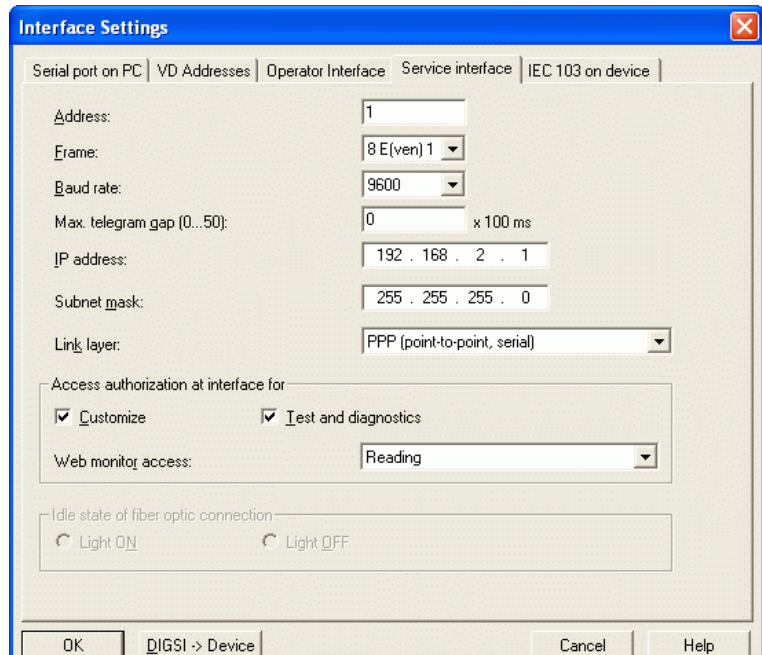 Interface Settings
Serial port on PC VD Addresses Operator Interface Service interface IEC 103 on device
Address: 1
Frame: 8 E(ven) 1
Baud rate: 9600
Max. telegram gap (0...50): 0 x 100 ms
IP address: 192 . 168 . 2 . 1
Subnet mask: 255 . 255 . 255 . 0
Link layer: PPP (point-to-point, serial)
Access authorization at interface for
Customize Test and diagnostics
Web monitor access: Reading
Idle state of fiber optic connection
Light ON Light OFF
OK DIGSI -> Device Cancel Help